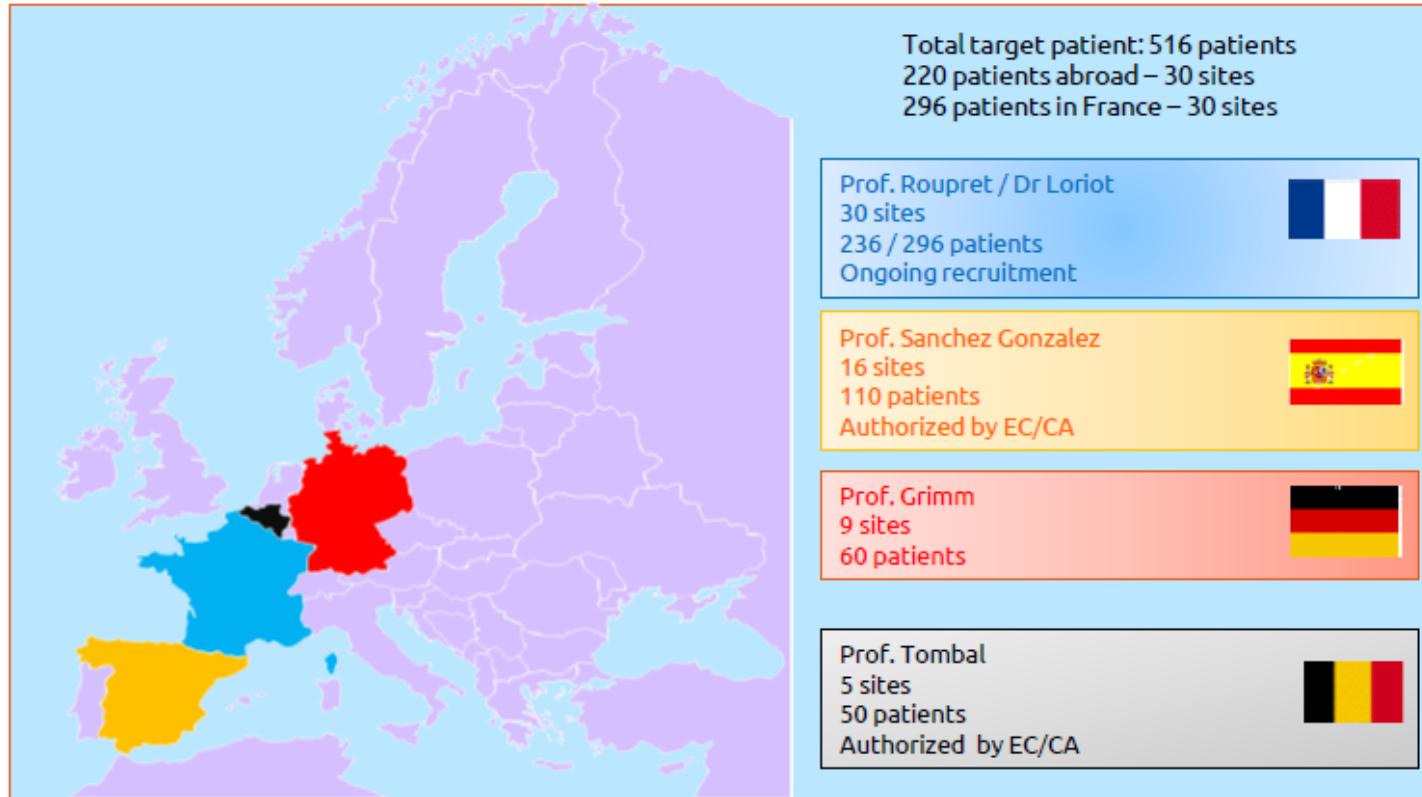 Total target patient: 516 patients
220 patients abroad – 30 sites
296 patients in France – 30 sites
Prof. Roupret / Dr Loriot
30 sites
236 / 296 patients
Ongoing recruitment
Prof. Sanchez Gonzalez
16 sites
110 patients
Authorized by EC/CA
Prof. Grimm
9 sites
60 patients
Prof. Tombal
5 sites
50 patients
Authorized  by EC/CA